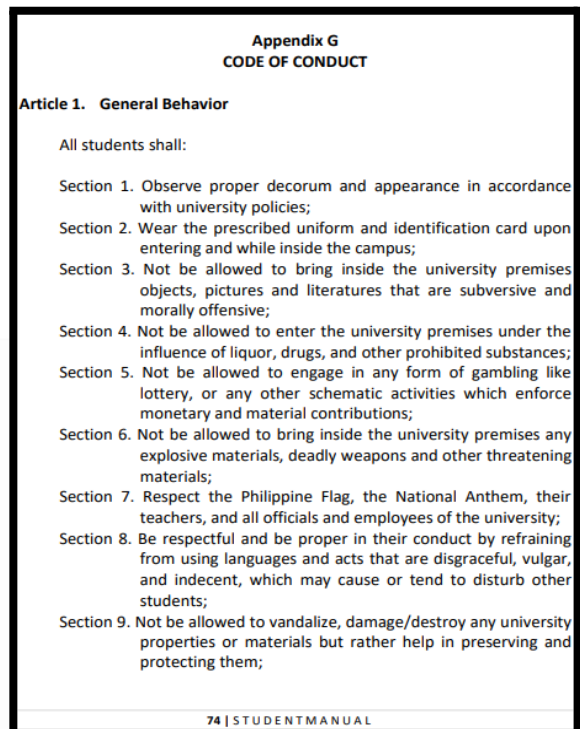 Appendix G
CODE OF CONDUCT
Article 1. General Behavior
All students shall:
Section 1. Observe proper decorum and appearance in accordance
with university policies;
Section 2. Wear the prescribed uniform and identification card upon
entering and while inside the campus;
Section 3. Not be allowed to bring inside the university premises
objects, pictures and literatures that are subversive and
morally offensive;
Section 4. Not be allowed to enter the university premises under the
influence of liquor, drugs, and other prohibited substances;
Section 5. Not be allowed to engage in any form of gambling like
lottery, or any other schematic activities which enforce
monetary and material contributions;
Section 6. Not be allowed to bring inside the university premises any
explosive materials, deadly weapons and other threatening
materials;
Section 7. Respect the Philippine Flag, the National Anthem, their
teachers, and all officials and employees of the university;
Section 8. Be respectful and be proper in their conduct by refraining
from using languages and acts that are disgraceful, vulgar,
and indecent, which may cause or tend to disturb other
students;
Section 9. Not be allowed to vandalize, damage/destroy any university
properties or materials but rather help in preserving and
protecting them;
74 | S T U D E N T M A N U A L